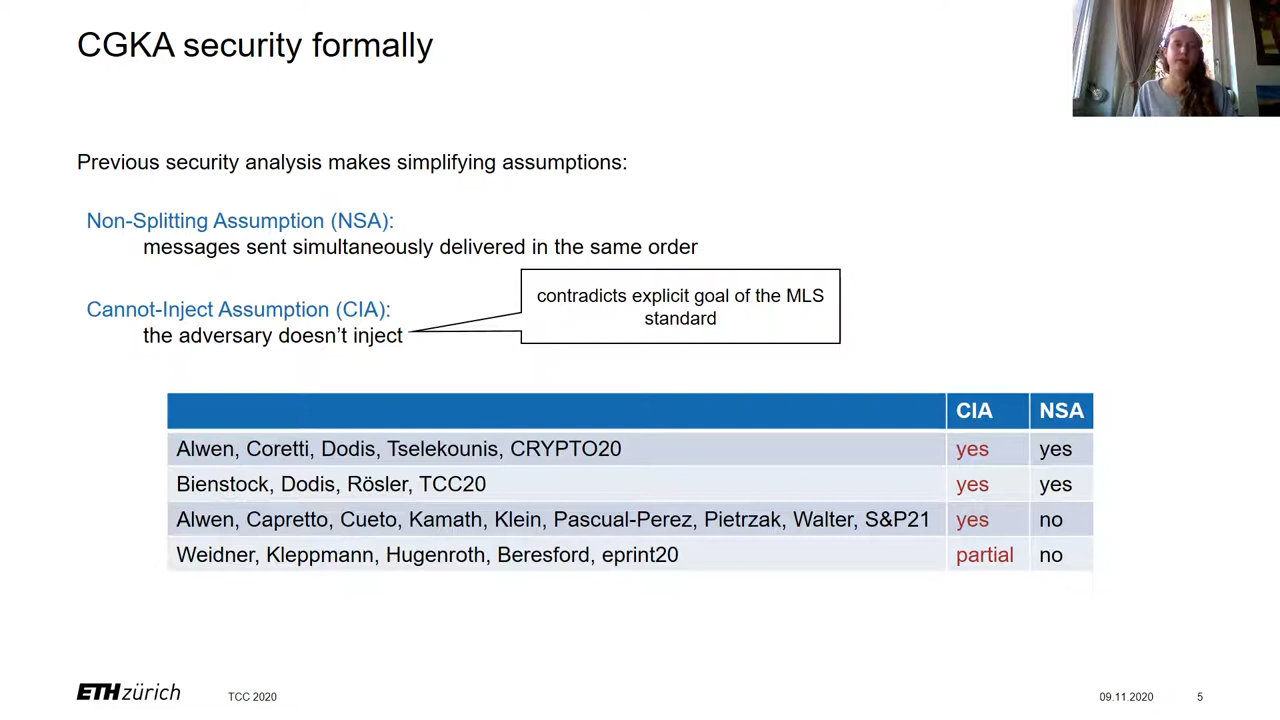 CGKA security formally
Previous security analysis makes simplifying assumptions:
Non-Splitting Assumption (NSA):
messages sent simultaneously delivered in the same order
Cannot-Inject Assumption (CIA):
the adversary doesn’t inject
contradicts explicit goal of the MLS
standard
CIA NSA
Alwen, Coretti, Dodis, Tselekounis, CRYPTO20 yes yes
Bienstock, Dodis, Rösler, TCC20 yes yes
Alwen, Capretto, Cueto, Kamath, Klein, Pascual-Perez, Pietrzak, Walter, S&P21 yes no
Weidner, Kleppmann, Hugenroth, Beresford, eprint20 partial no
ETH zürich TCC 2020 09.11.2020 5